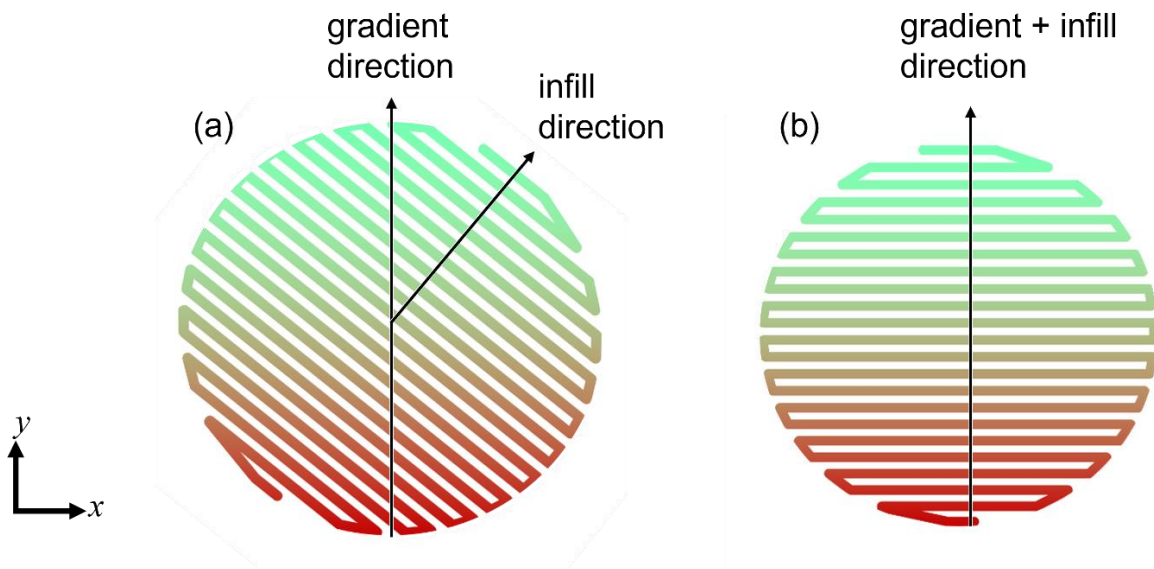 gradient
direction
infill
direction
(a)
gradient + infill
direction
(b)
y
x